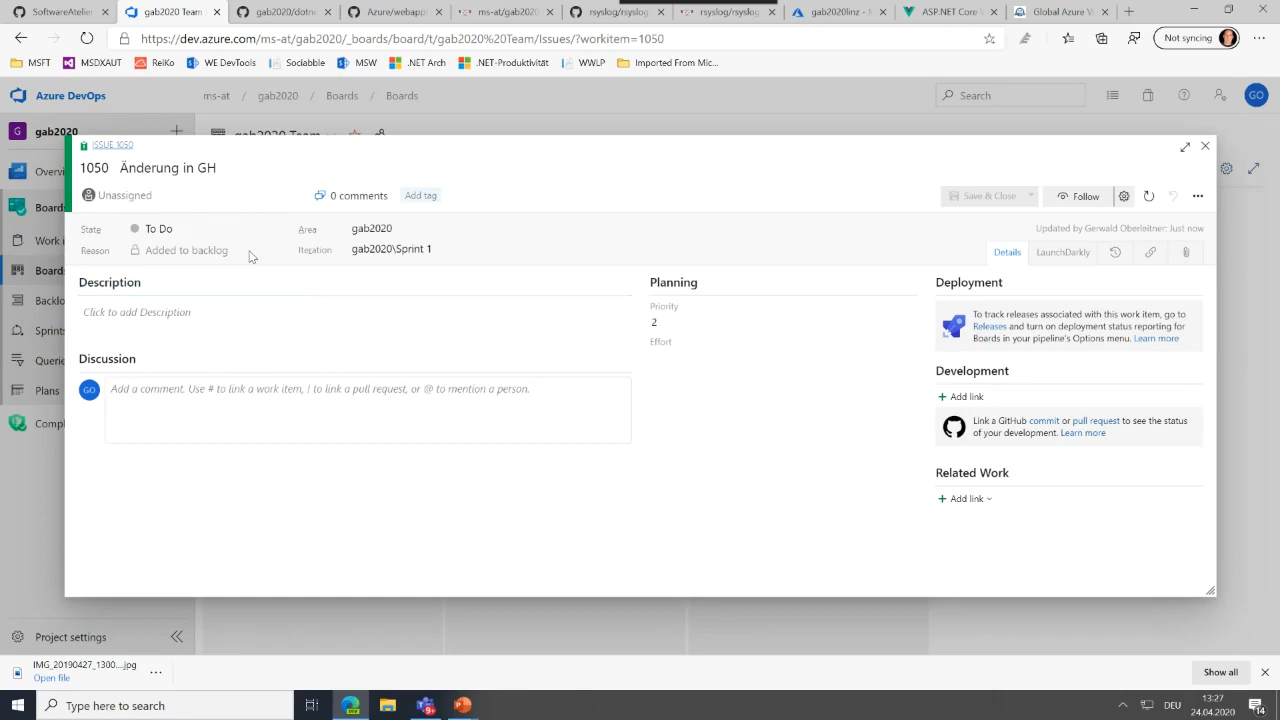 SoftwareAtelier
gab2020 Team
gab2020/dotne
Azure/webapp
ms-at/gab2020
rsyslog/rsyslog
rsyslog/rsyslog
gab2020linz -
ASP.NET Core
Global Azure Vi
https://dev.azure.com/ms-at/gab2020/_boards/board/t/gab2020%20Team/Issues/?workitem=1050
Not syncing
MSFT
MSDXAUT
ReiKo
WE DevTools
Sociabble
MSW
.NET Arch
.NET-Produktivität
WWLP
Imported From Mic...
Azure DevOps
ms-at / gab2020 / Boards / Boards
Search
GO
G gab2020
gab2020 Team
ISSUE 1050
1050 Änderung in GH
Overvi
Unassigned
0 comments
Add tag
Save & Close
Follow
Boards
State
To Do
Area
gab2020
Updated by Gerwald Oberleitner: Just now
Work i
Reason
Added to backlog
Iteration
gab2020\Sprint 1
Details
LaunchDarkly
Boards
Description
Planning
Deployment
Backlo
Click to add Description
Priority
2
Effort
To track releases associated with this work item, go to
Releases and turn on deployment status reporting for
Boards in your pipeline's Options menu. Learn more
Sprints
Querie
Discussion
Development
Plans
GO
Add a comment. Use # to link a work item, ! to link a pull request, or @ to mention a person.
+ Add link
Compl
Link a GitHub commit or pull request to see the status
of your development. Learn more
Related Work
+ Add link
Project settings
IMG_20190427_1300....jpg
Open file
Show all
Type here to search
DEU
13:27
24.04.2020
14